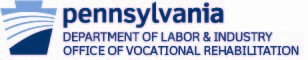 pennsylvania
DEPARTMENT OF LABOR & INDUSTRY
OFFICE OF VOCATIONAL REHABILITATION